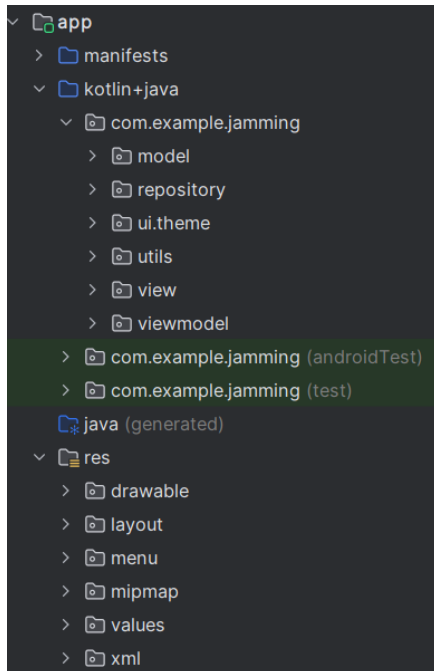 app
manifests
kotlin+java
com.example.jamming
model
repository
ui.theme
utils
view
viewmodel
com.example.jamming (androidTest)
com.example.jamming (test)
java (generated)
res
drawable
layout
menu
mipmap
values
xml